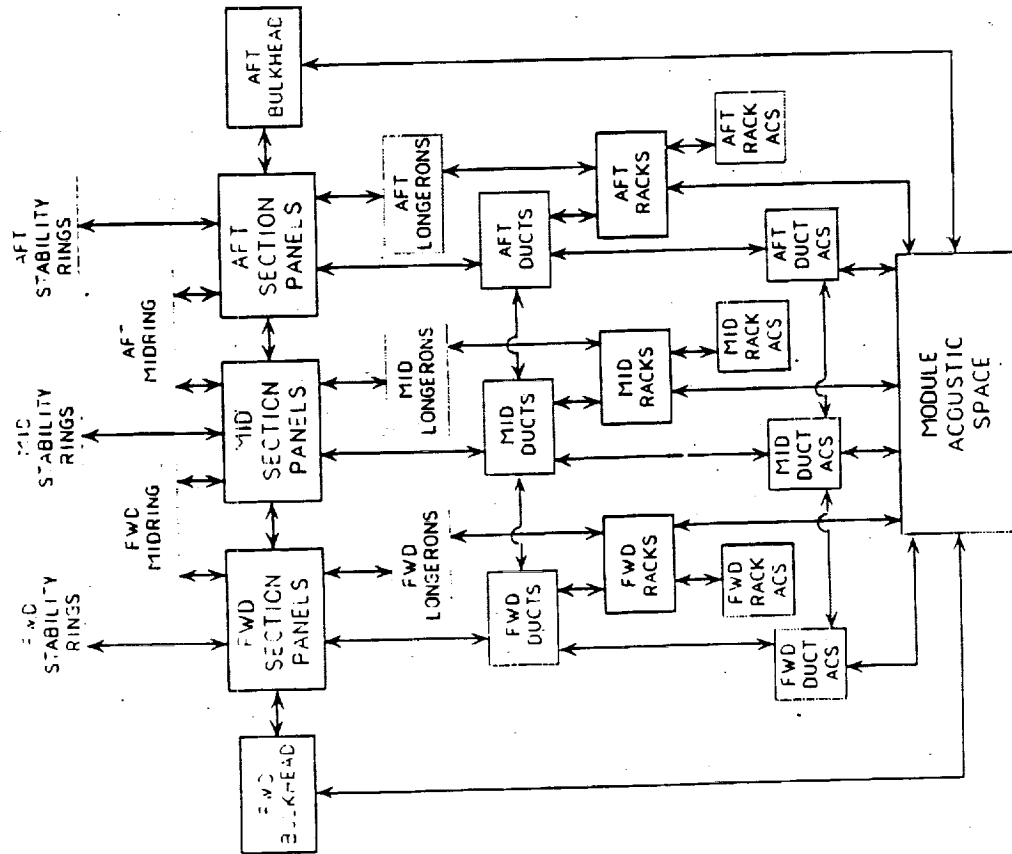 FWD
STABILITY
RINGS
MID
STABILITY
RINGS
AFT
STABILITY
RINGS
FWD
MIDRING
AFT
MIDRING
FWD
BULKHEAD
FWD
SECTION
PANELS
MID
SECTION
PANELS
AFT
SECTION
PANELS
AFT
BULKHEAD
FWD
LONGERONS
MID
LONGERONS
AFT
LONGERONS
FWD
DUCTS
MID
DUCTS
AFT
DUCTS
FWD
RACKS
MID
RACKS
AFT
RACKS
FWD
RACK
ACS
MID
RACK
ACS
AFT
RACK
ACS
FWD
DUCT
ACS
MID
DUCT
ACS
AFT
DUCT
ACS
MODULE
ACOUSTIC
SPACE